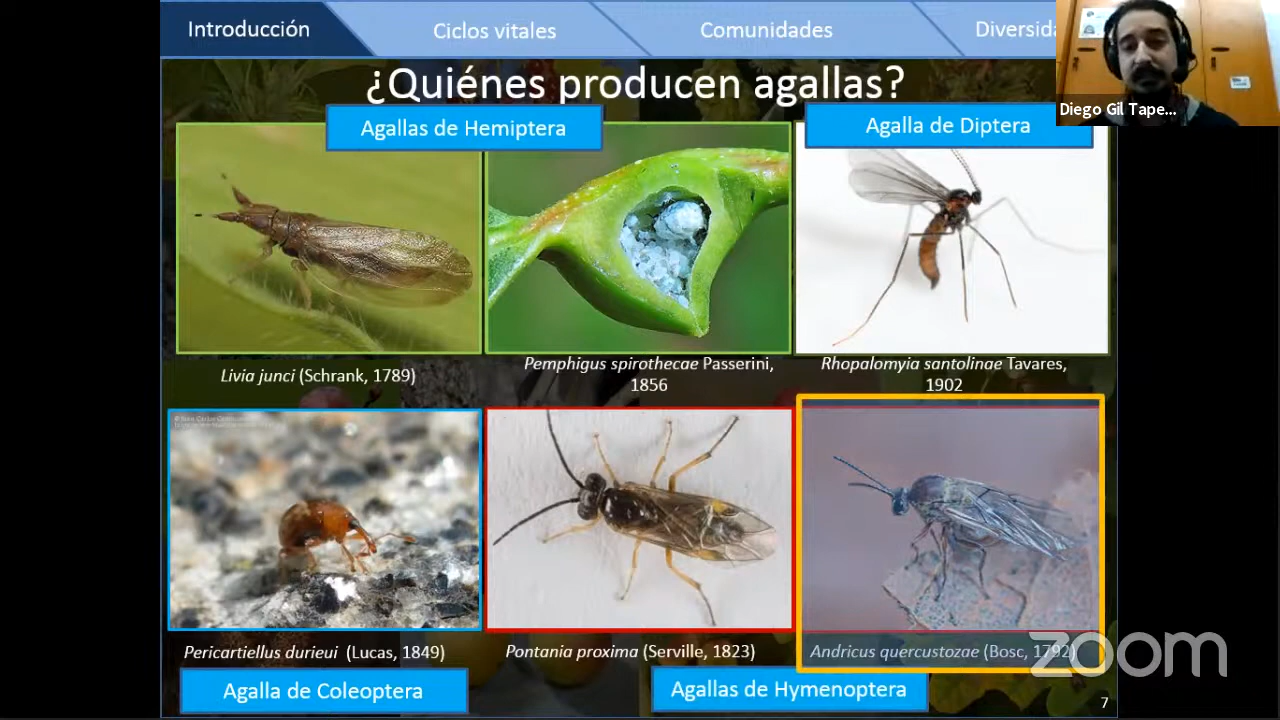 Introducción
Ciclos vitales
Comunidades
Diversida
Diego Gil Tape...
¿Quiénes producen agallas?
Agallas de Hemiptera
Agalla de Diptera
Livia junci (Schrank, 1789)
Pemphigus spirothecae Passerini,
1856
Rhopalomyia santolinae Tavares,
1902
Pericartiellus durieui (Lucas, 1849)
Pontania proxima (Serville, 1823)
Andricus quercustozae (Bosc, 1792)
zoom
Agalla de Coleoptera
Agallas de Hymenoptera
7